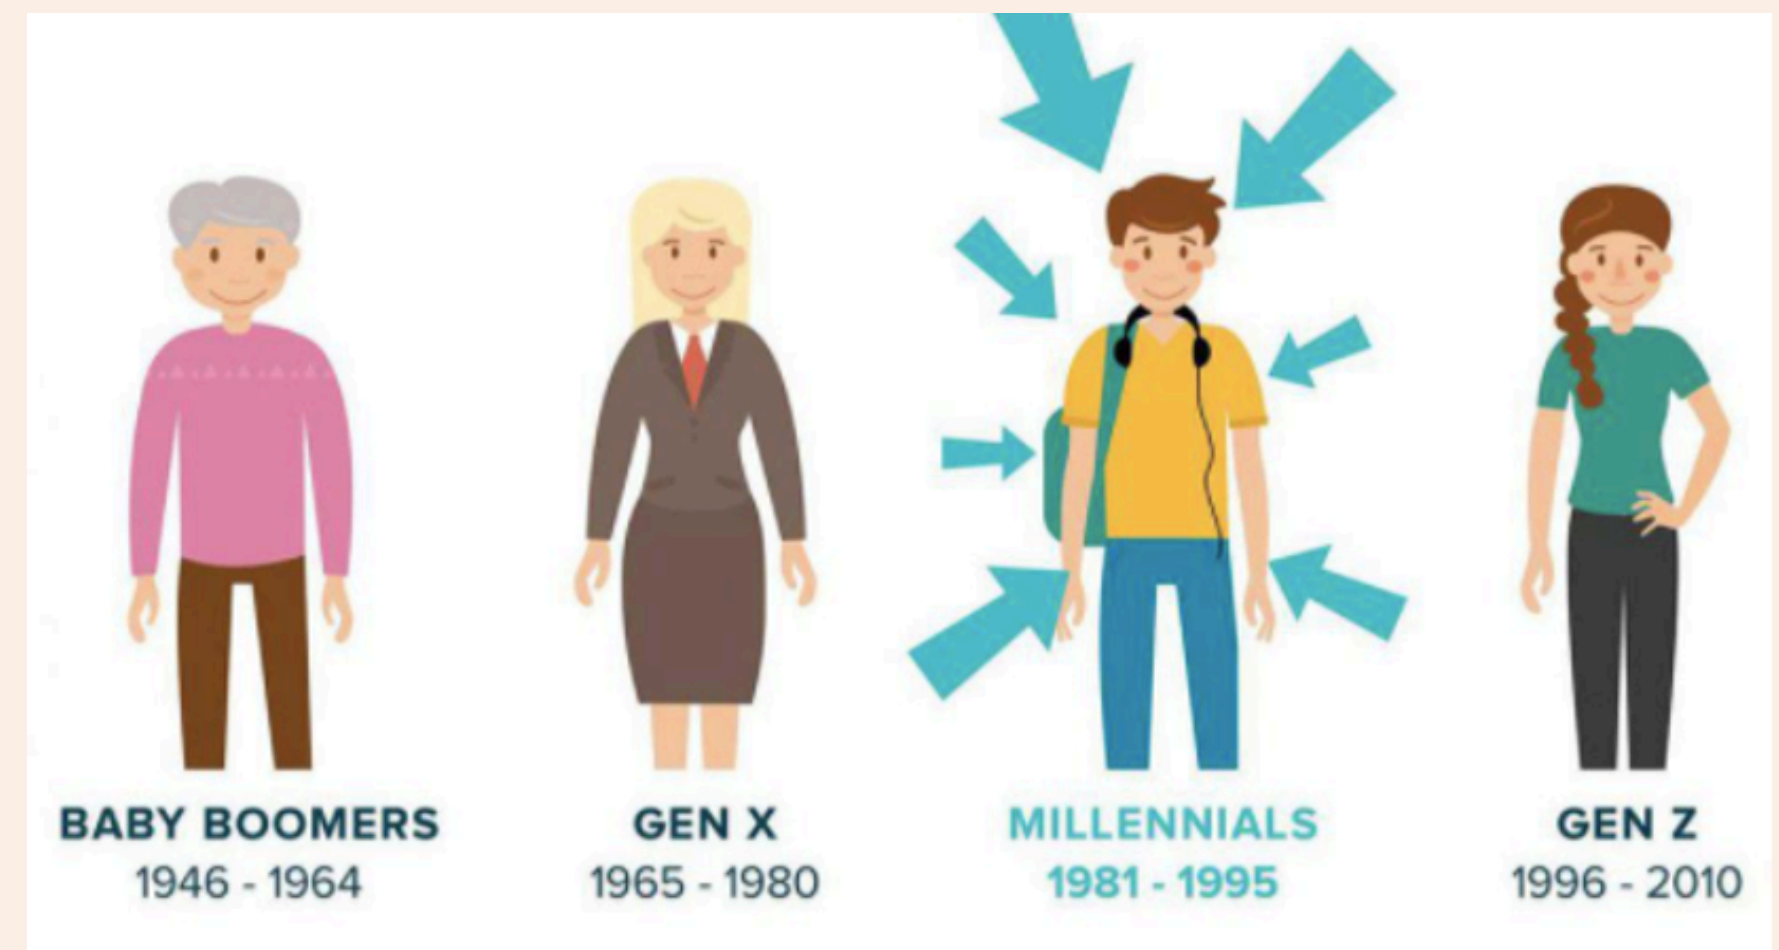 BABY BOOMERS
1946 - 1964
GEN X
1965 - 1980
MILLENNIALS
1981 - 1995
GEN Z
1996 - 2010